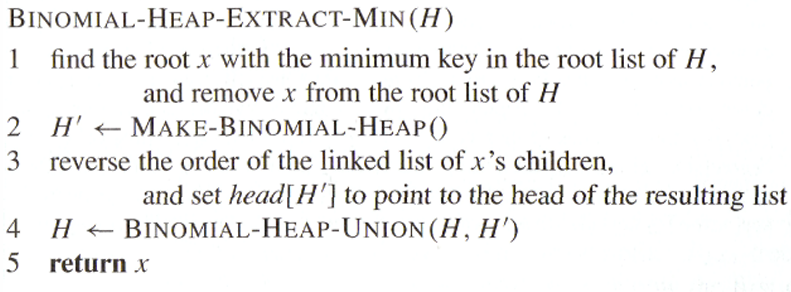 BINOMIAL-HEAP-EXTRACT-MIN(H)
1 find the root x with the minimum key in the root list of H,
and remove x from the root list of H
2 H′ ← MAKE-BINOMIAL-HEAP()
3 reverse the order of the linked list of x's children,
and set head[H′] to point to the head of the resulting list
4 H ← BINOMIAL-HEAP-UNION(H, H′)
5 return x